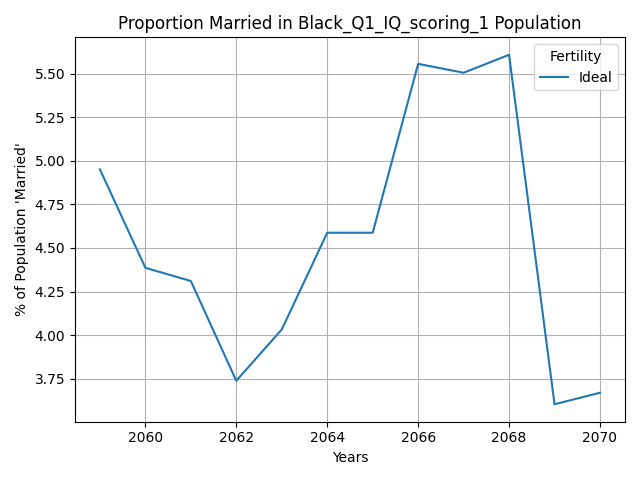 Proportion Married in Black_Q1_IQ_scoring_1 Population
Fertility
Ideal
% of Population 'Married'
5.50
5.25
5.00
4.75
4.50
4.25
4.00
3.75
2060
2062
2064
2066
2068
2070
Years